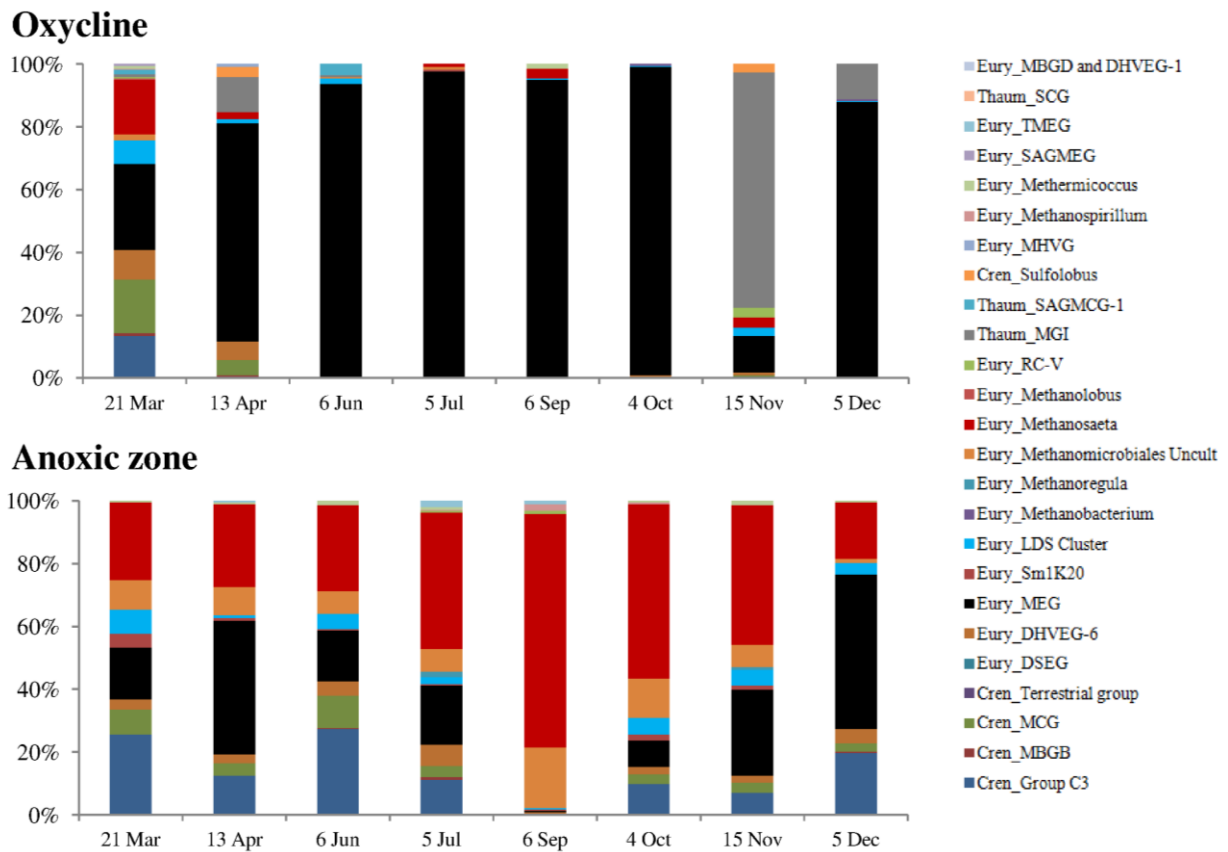 Oxycline
100%
80%
60%
40%
20%
0%
21 Mar 13 Apr 6 Jun 5 Jul 6 Sep 4 Oct 15 Nov 5 Dec
Anoxic zone
100%
80%
60%
40%
20%
0%
21 Mar 13 Apr 6 Jun 5 Jul 6 Sep 4 Oct 15 Nov 5 Dec
Eury_MBGD and DHVEG-1
Thaum_SCG
Eury_TMEG
Eury_SAGMEG
Eury_Methermicoccus
Eury_Methanospirillum
Eury_MHVG
Cren_Sulfolobus
Thaum_SAGMCG-1
Thaum_MGI
Eury_RC-V
Eury_Methanolobus
Eury_Methanosaeta
Eury_Methanomicrobiales Uncult
Eury_Methanoregula
Eury_Methanobacterium
Eury_LDS Cluster
Eury_Sm1K20
Eury_MEG
Eury_DHVEG-6
Eury_DSEG
Cren_Terrestrial group
Cren_MCG
Cren_MBGB
Cren_Group C3